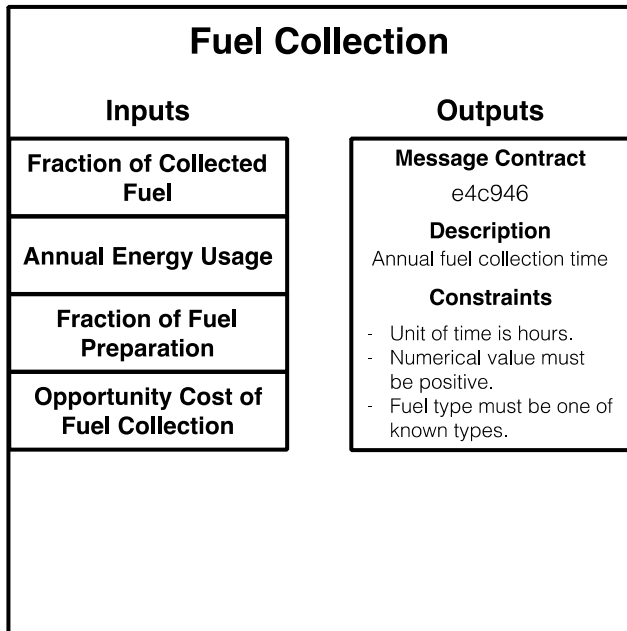 Fuel Collection
Inputs
Fraction of Collected
Fuel
Annual Energy Usage
Fraction of Fuel
Preparation
Opportunity Cost of
Fuel Collection
Outputs
Message Contract
e4c946
Description
Annual fuel collection time
Constraints
- Unit of time is hours.
- Numerical value must
be positive.
- Fuel type must be one of
known types.